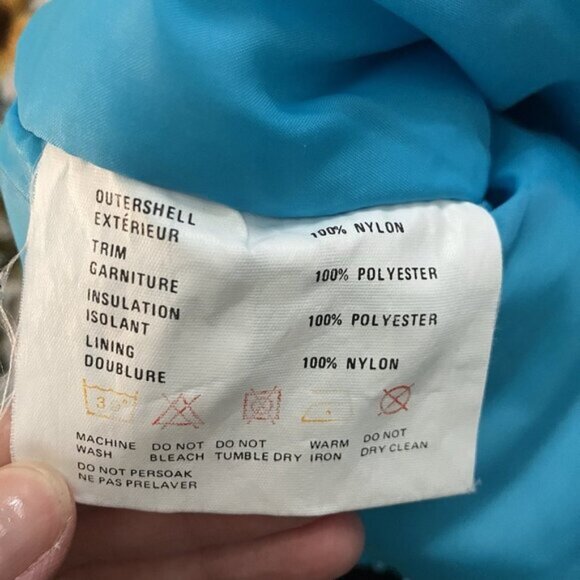 OUTERSHELL 100% NYLON
EXTÉRIEUR
TRIM 100% POLYESTER
GARNITURE
INSULATION 100% POLYESTER
ISOLANT
LINING 100% NYLON
DOUBLURE
MACHINE DO NOT DO NOT WARM DO NOT
WASH BLEACH TUMBLE DRY IRON DRY CLEAN
DO NOT PERSOAK
NE PAS PRELAVER